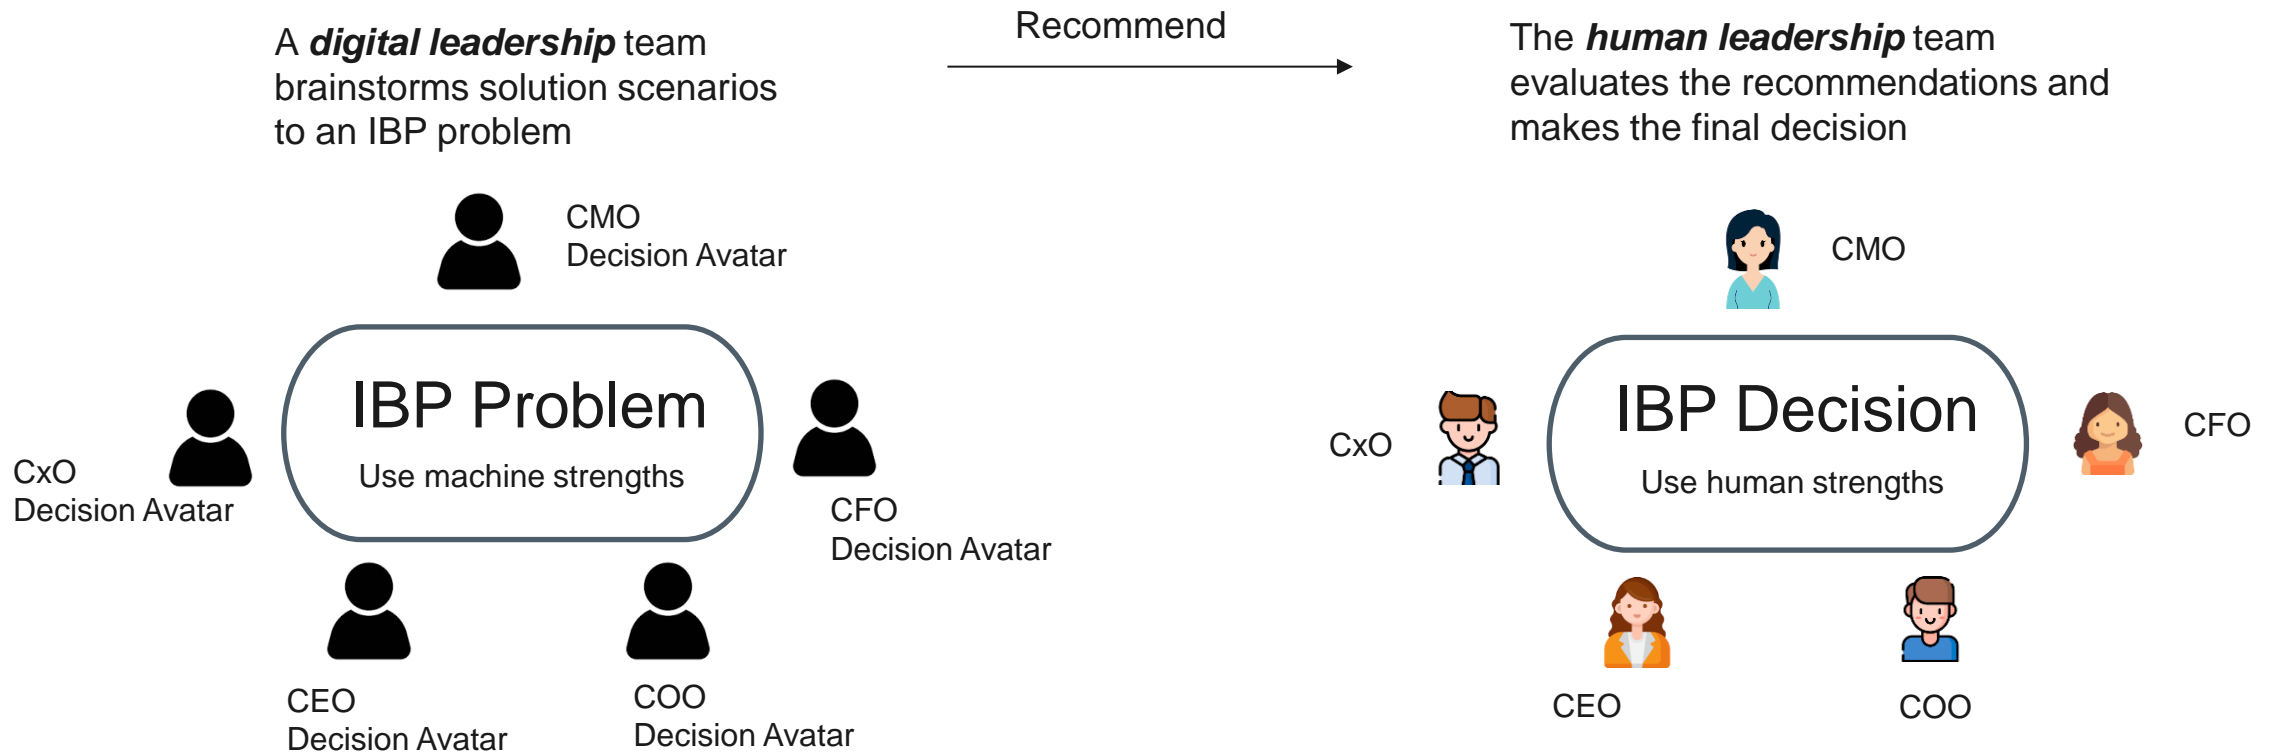 A digital leadership team
brainstorms solution scenarios
to an IBP problem
Recommend
The human leadership team
evaluates the recommendations and
makes the final decision
CMO
Decision Avatar
IBP Problem
Use machine strengths
CxO
Decision Avatar
CFO
Decision Avatar
CEO
Decision Avatar
COO
Decision Avatar
CMO
IBP Decision
Use human strengths
CxO
CFO
CEO
COO